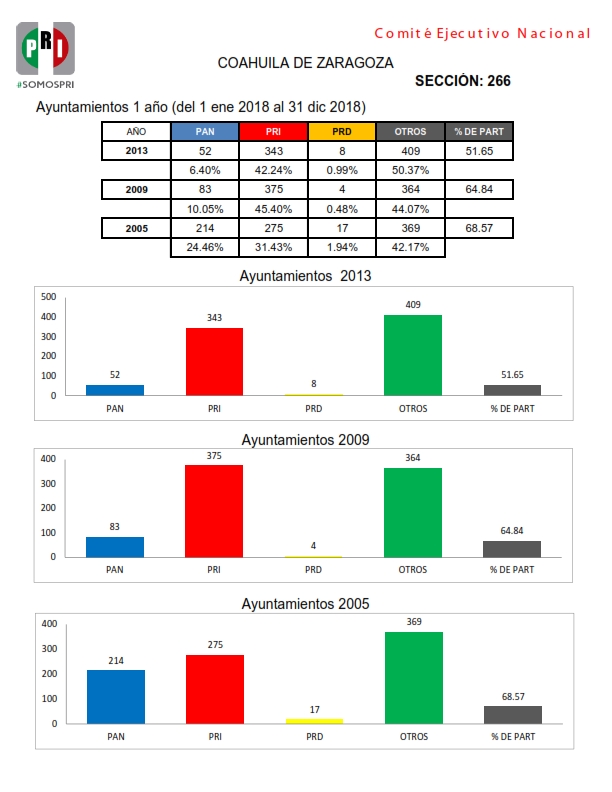 Comité Ejecutivo Nacional
PRI
#SOMOSPRI
COAHUILA DE ZARAGOZA
SECCIÓN: 266
Ayuntamientos 1 año (del 1 ene 2018 al 31 dic 2018)
AÑO PAN PRI PRD OTROS % DE PART
2013 52 343 8 409 51.65
6.40% 42.24% 0.99% 50.37%
2009 83 375 4 364 64.84
10.05% 45.40% 0.48% 44.07%
2005 214 275 17 369 68.57
24.46% 31.43% 1.94% 42.17%
Ayuntamientos 2013
500
400
300
200
100
0
52 343 8 409 51.65
PAN PRI PRD OTROS % DE PART
Ayuntamientos 2009
400
300
200
100
0
83 375 4 364 64.84
PAN PRI PRD OTROS % DE PART
Ayuntamientos 2005
400
300
200
100
0
214 275 17 369 68.57
PAN PRI PRD OTROS % DE PART